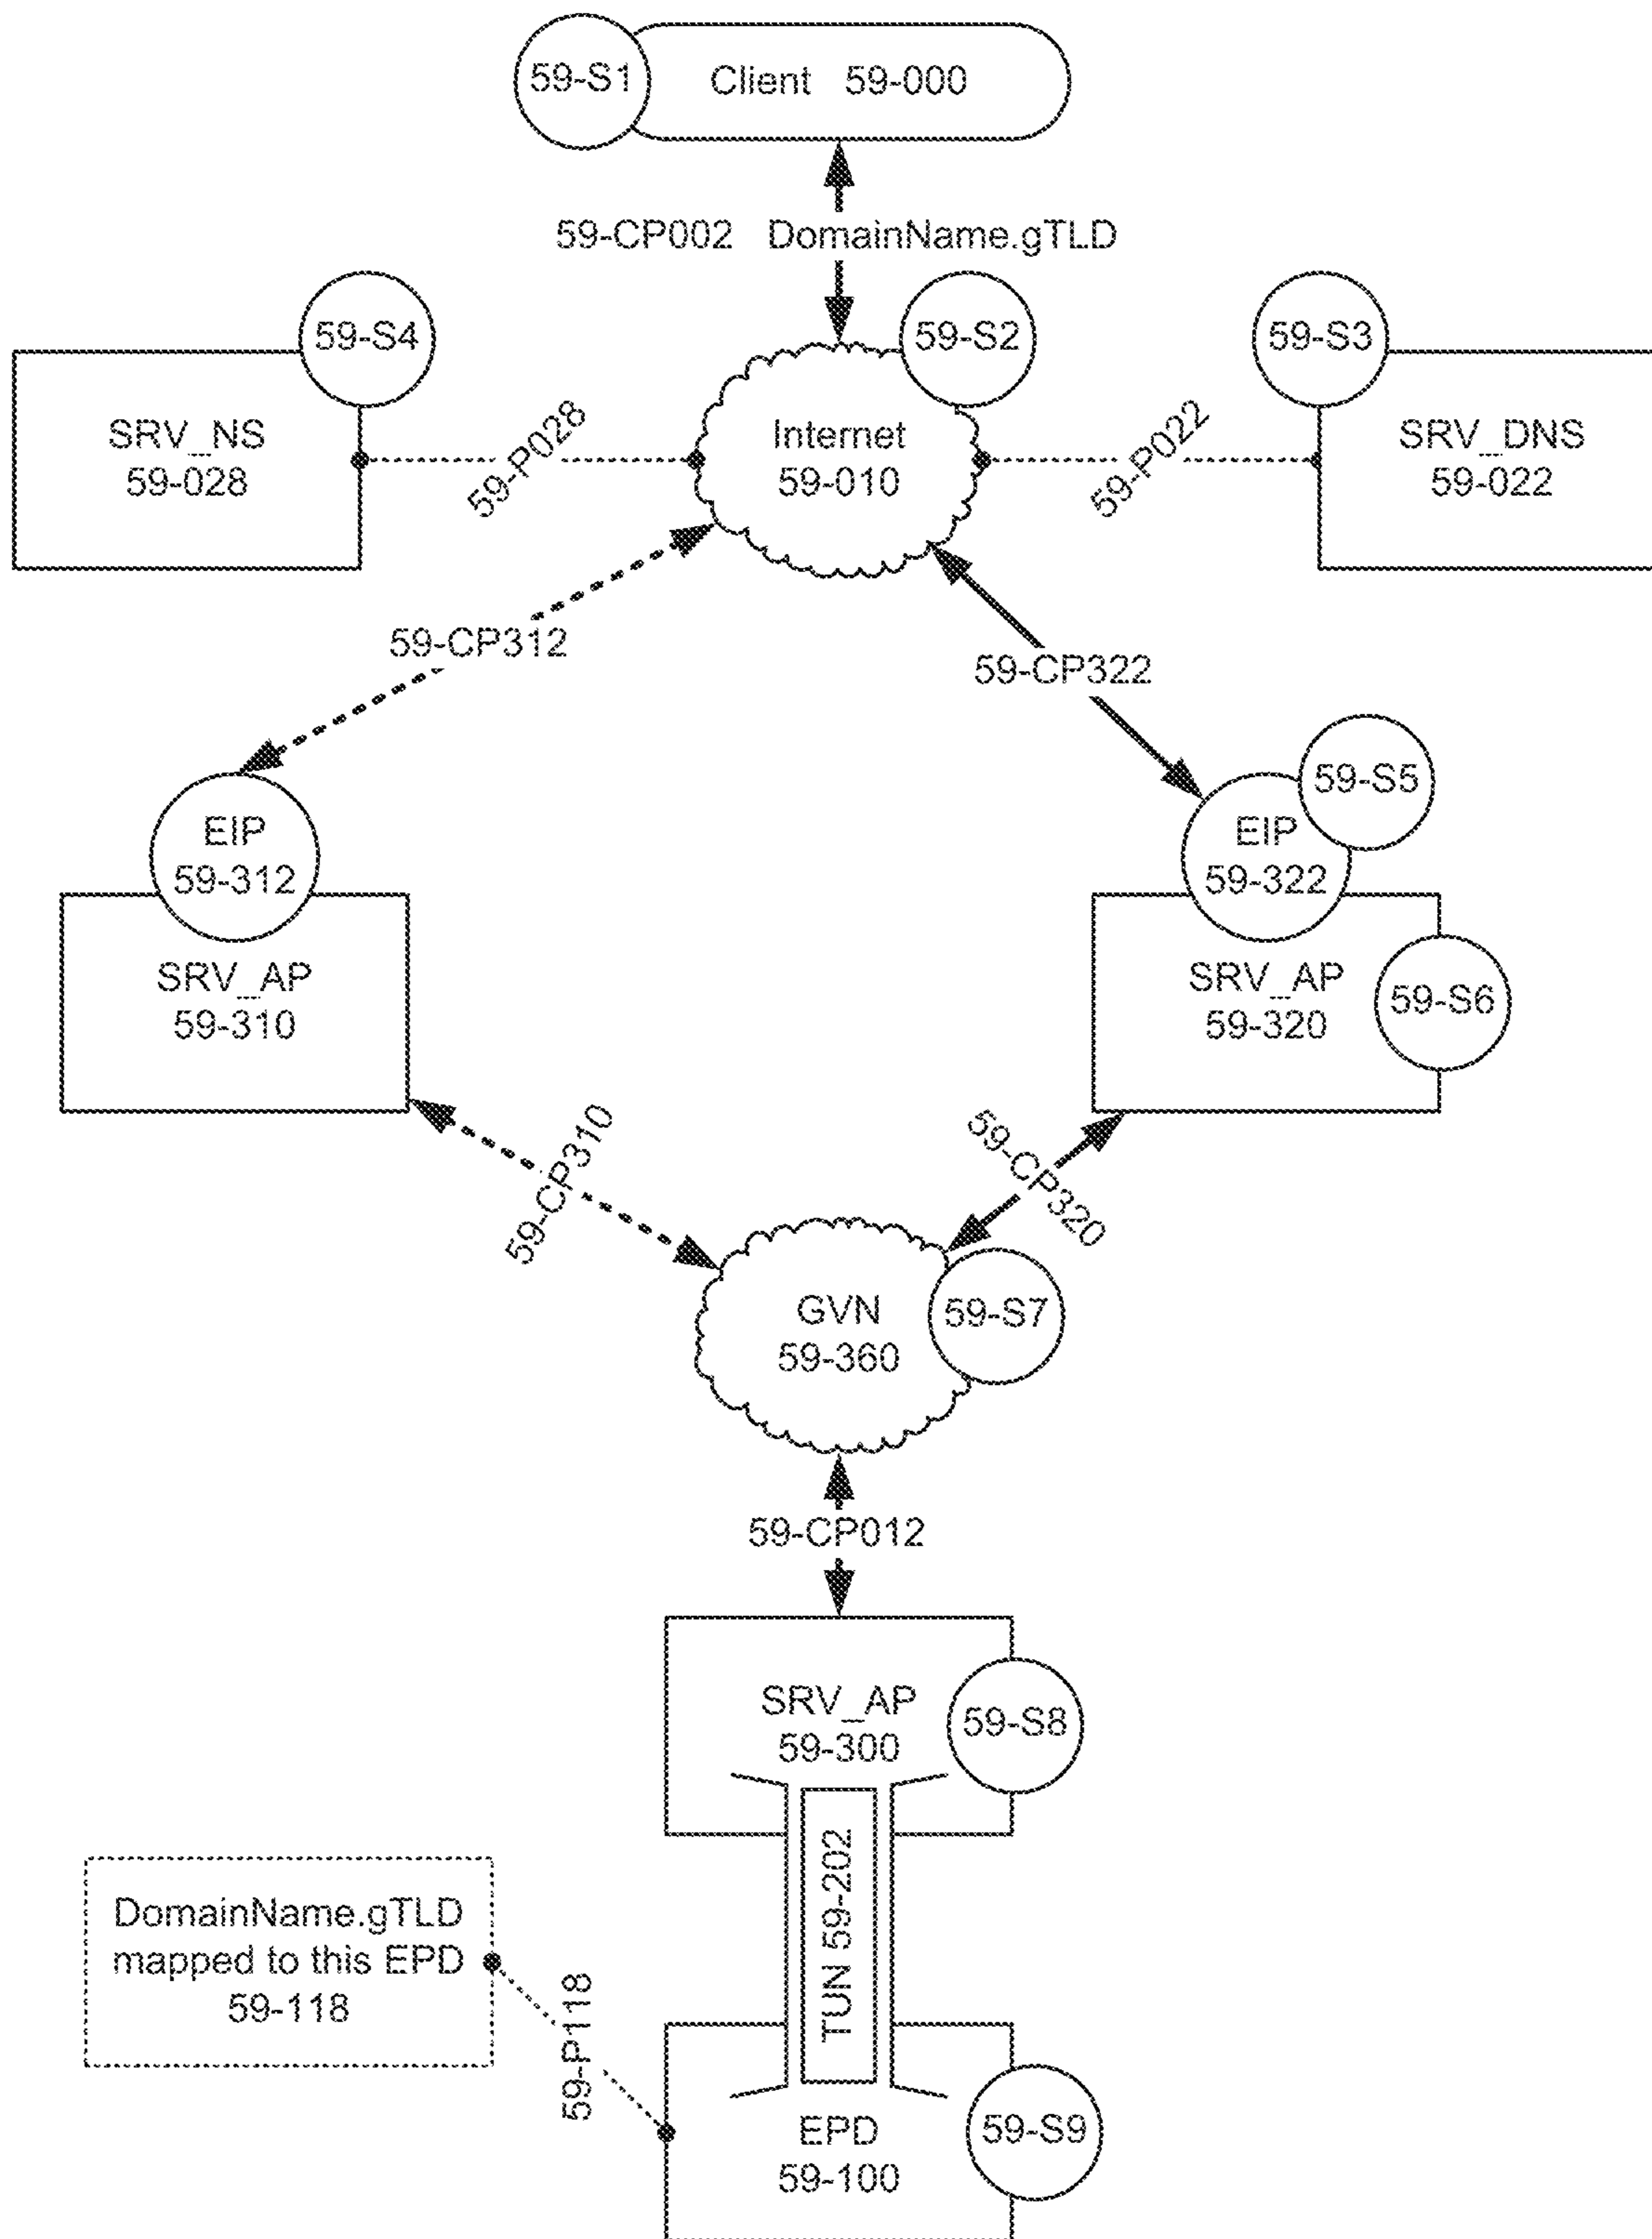 59-S1
Client 59-000
59-CP002 DomainName.gTLD
59-S4
59-S2
59-S3
SRV_NS
59-028
59-P028
Internet
59-010
59-P022
SRV_DNS
59-022
59-CP312
59-CP322
59-S5
EIP
59-312
EIP
59-322
SRV_AP
59-310
SRV_AP
59-320
59-S6
59-CP310
59-CP320
GVN
59-360
59-S7
59-CP012
SRV_AP
59-300
59-S8
TUN 59-202
DomainName.gTLD
mapped to this EPD
59-118
59-P118
EPD
59-100
59-S9